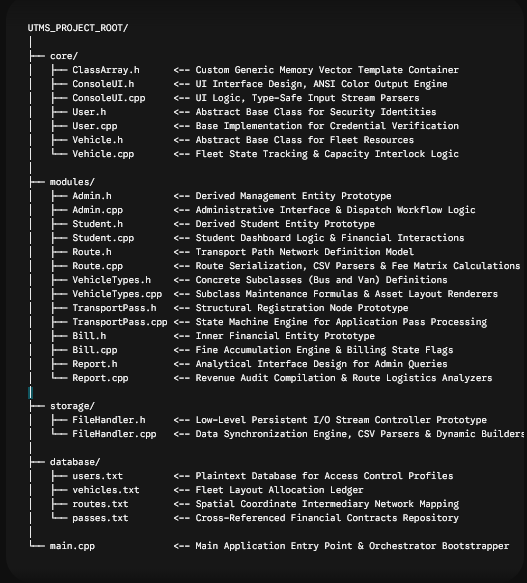 UTMS_PROJECT_ROOT/
│
├── core/
│   ├── ClassArray.h      <-- Custom Generic Memory Vector Template Container
│   ├── ConsoleUI.h       <-- UI Interface Design, ANSI Color Output Engine
│   ├── ConsoleUI.cpp     <-- UI Logic, Type-Safe Input Stream Parsers
│   ├── User.h            <-- Abstract Base Class for Security Identities
│   ├── User.cpp          <-- Base Implementation for Credential Verification
│   ├── Vehicle.h         <-- Abstract Base Class for Fleet Resources
│   └── Vehicle.cpp       <-- Fleet State Tracking & Capacity Interlock Logic
│
├── modules/
│   ├── Admin.h           <-- Derived Management Entity Prototype
│   ├── Admin.cpp         <-- Administrative Interface & Dispatch Workflow Logic
│   ├── Student.h         <-- Derived Student Entity Prototype
│   ├── Student.cpp       <-- Student Dashboard Logic & Financial Interactions
│   ├── Route.h           <-- Transport Path Network Definition Model
│   ├── Route.cpp         <-- Route Serialization, CSV Parsers & Fee Matrix Calculations
│   ├── VehicleTypes.h    <-- Concrete Subclasses (Bus and Van) Definitions
│   ├── VehicleTypes.cpp  <-- Subclass Maintenance Formulas & Asset Layout Renderers
│   ├── TransportPass.h   <-- Structural Registration Node Prototype
│   ├── TransportPass.cpp <-- State Machine Engine for Application Pass Processing
│   ├── Bill.h            <-- Inner Financial Entity Prototype
│   ├── Bill.cpp          <-- Fine Accumulation Engine & Billing State Flags
│   ├── Report.h          <-- Analytical Interface Design for Admin Queries
│   └── Report.cpp        <-- Revenue Audit Compilation & Route Logistics Analyzers
│
├── storage/
│   ├── FileHandler.h     <-- Low-Level Persistent I/O Stream Controller Prototype
│   └── FileHandler.cpp   <-- Data Synchronization Engine, CSV Parsers & Dynamic Builders
│
├── database/
│   ├── users.txt         <-- Plaintext Database for Access Control Profiles
│   ├── vehicles.txt      <-- Fleet Layout Allocation Ledger
│   ├── routes.txt        <-- Spatial Coordinate Intermediary Network Mapping
│   └── passes.txt        <-- Cross-Referenced Financial Contracts Repository
│
└── main.cpp              <-- Main Application Entry Point & Orchestrator Bootstrapper